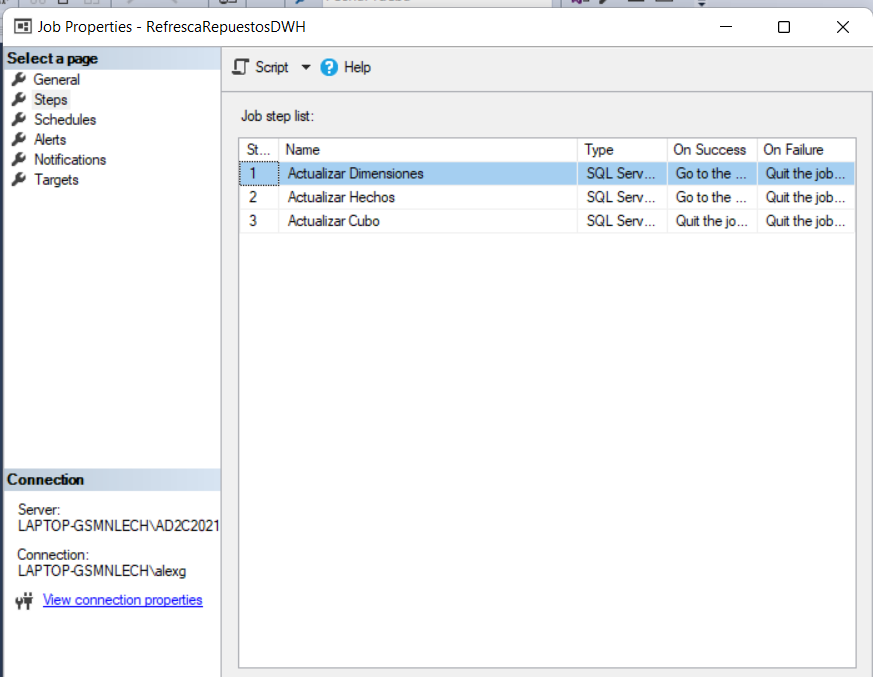 Job Properties - RefrescaRepuestosDWH
Select a page
General
Steps
Schedules
Alerts
Notifications
Targets
Script
Help
Job step list:
St... Name Type On Success On Failure
1 Actualizar Dimensiones SQL Serv... Go to the ... Quit the job...
2 Actualizar Hechos SQL Serv... Go to the ... Quit the job...
3 Actualizar Cubo SQL Serv... Quit the jo... Quit the job...
Connection
Server:
LAPTOP-GSMNLECH\AD2C2021
Connection:
LAPTOP-GSMNLECH\alexg
View connection properties